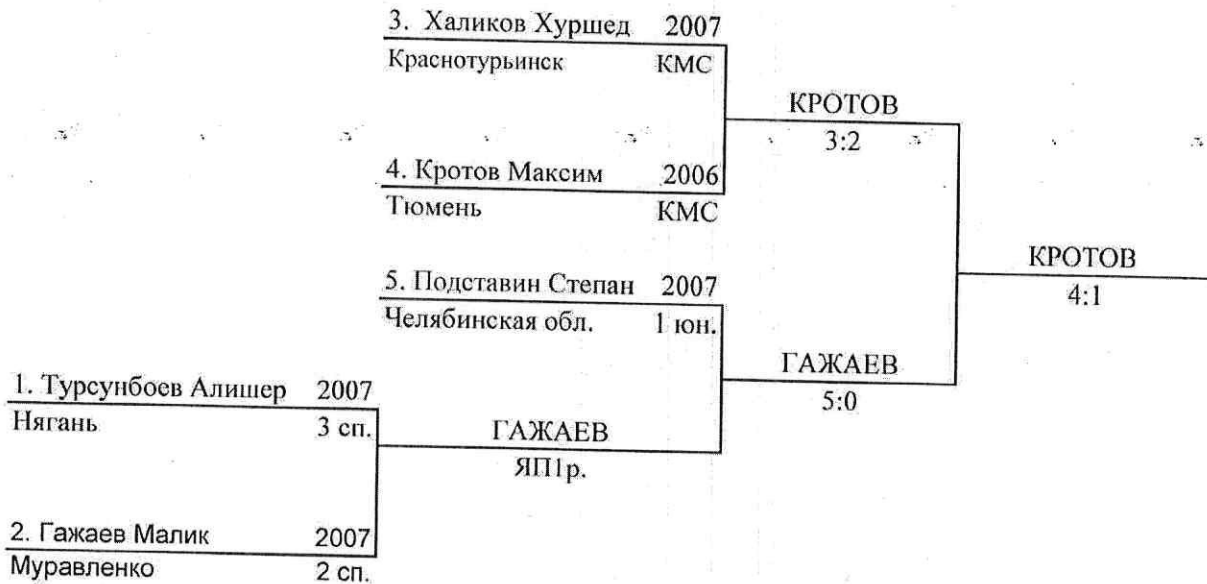 3. Халиков Хуршед 2007
Краснотурьинск КМС
КРОТОВ
3:2
4. Кротов Максим 2006
Тюмень КМС
КРОТОВ
4:1
5. Подставин Степан 2007
Челябинская обл. 1 юн.
ГАЖАЕВ
5:0
1. Турсунбоев Алишер 2007
Нягань 3 сп.
ГАЖАЕВ
ЯП1р.
2. Гажаев Малик 2007
Муравленко 2 сп.